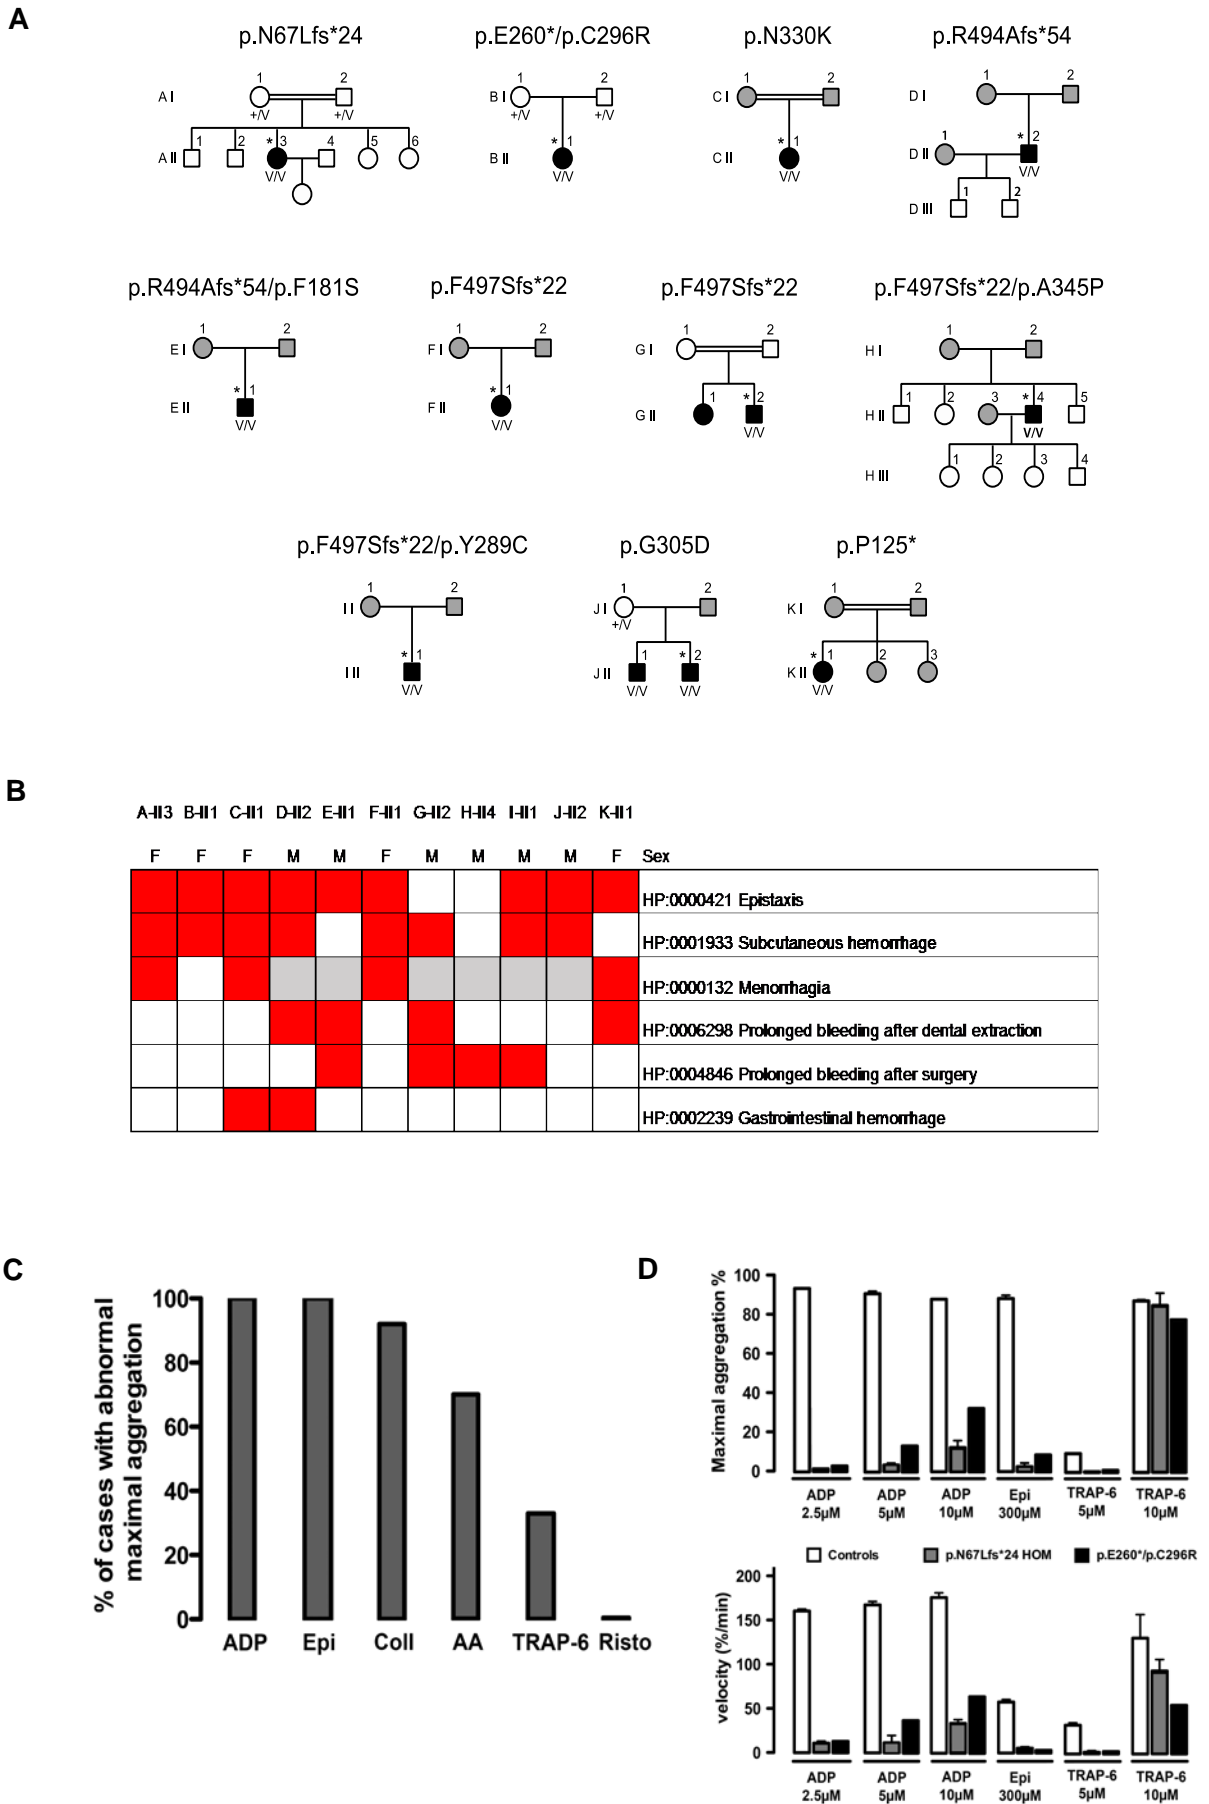 A
p.N67Lfs*24 p.E260*/p.C296R p.N330K p.R494Afs*54
1 2 1 2 1 2 1 2
A I B I C I D I
+/V +/V +/V +/V
1 2 * 3 4 5 6 * 1 * 1 * 2
A II B II C II D II
V/V V/V V/V V/V
1 2
D III
p.R494Afs*54/p.F181S p.F497Sfs*22 p.F497Sfs*22 p.F497Sfs*22/p.A345P
1 2 1 2 1 2 1 2
E I F I G I H I
* 1 * 1 1 * 2 1 2 3 * 4 5
E II F II G II H II
V/V V/V V/V V/V
1 2 3 4
H III
p.F497Sfs*22/p.Y289C p.G305D p.P125*
1 2 1 2 1 2
I I J I K I
+/V
* 1 1 * 2 * 1 2 3
I II J II K II
V/V V/V V/V V/V
B
A-II3 B-II1 C-II1 D-II2 E-II1 F-II1 G-II2 H-II4 I-II1 J-II2 K-II1
F F F M M F M M M M F Sex
HP:0000421 Epistaxis
HP:0001933 Subcutaneous hemorrhage
HP:0000132 Menorrhagia
HP:0006298 Prolonged bleeding after dental extraction
HP:0004846 Prolonged bleeding after surgery
HP:0002239 Gastrointestinal hemorrhage
C
% of cases with abnormal
maximal aggregation
100
80
60
40
20
0
ADP Epi Coll AA TRAP-6 Risto
D
Maximal aggregation %
100
80
60
40
20
0
ADP ADP ADP Epi TRAP-6 TRAP-6
2.5µM 5µM 10µM 300µM 5µM 10µM
Controls p.N67Lfs*24 HOM p.E260*/p.C296R
velocity (%/min)
200
150
100
50
0
ADP ADP ADP Epi TRAP-6 TRAP-6
2.5µM 5µM 10µM 300µM 5µM 10µM